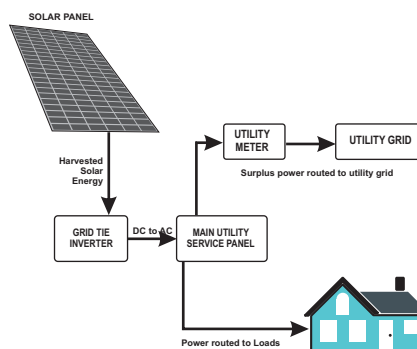 SOLAR PANEL
Harvested
Solar
Energy
GRID TIE
INVERTER
DC to AC
MAIN UTILITY
SERVICE PANEL
UTILITY
METER
UTILITY GRID
Surplus power routed to utility grid
Power routed to Loads